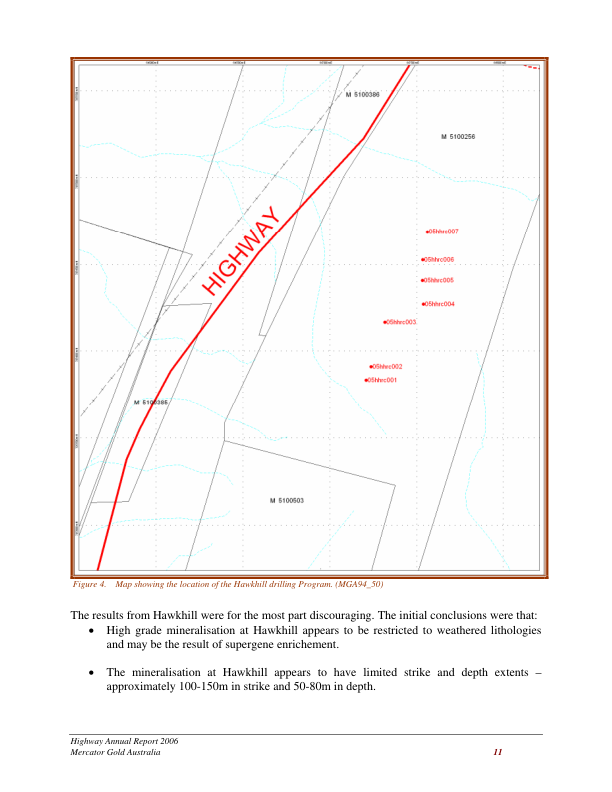 M 5100386
M 5100256
HIGHWAY
05hhrc007
05hhrc006
05hhrc005
05hhrc004
05hhrc003
05hhrc002
05hhrc001
M 5100385
M 5100503
Figure 4. Map showing the location of the Hawkhill drilling Program. (MGA94_50)
The results from Hawkhill were for the most part discouraging. The initial conclusions were that:
• High grade mineralisation at Hawkhill appears to be restricted to weathered lithologies
and may be the result of supergene enrichement.
• The mineralisation at Hawkhill appears to have limited strike and depth extents –
approximately 100-150m in strike and 50-80m in depth.
Highway Annual Report 2006
Mercator Gold Australia 11